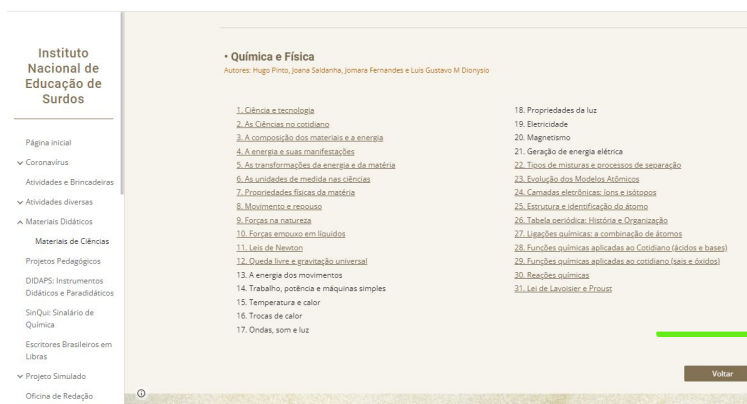 Instituto
Nacional de
Educação de
Surdos
Página inicial
Coronavírus
Atividades e Brincadeiras
Atividades diversas
Materiais Didáticos
Materiais de Ciências
Projetos Pedagógicos
DIDAPS: Instrumentos
Didáticos e Paradidáticos
SinQui: Sinalário de
Química
Escritores Brasileiros em
Libras
Projeto Simulado
Oficina de Redação
• Química e Física
Autores: Hugo Pinto, Joana Saldanha, Jomara Fernandes e Luis Gustavo M Dionysio
1. Ciência e tecnologia
2. As Ciências no cotidiano
3. A composição dos materiais e a energia
4. A energia e suas manifestações
5. As transformações da energia e da matéria
6. As unidades de medida nas ciências
7. Propriedades físicas da matéria
8. Movimento e repouso
9. Forças na natureza
10. Forças empuxo em líquidos
11. Leis de Newton
12. Queda livre e gravitação universal
13. A energia dos movimentos
14. Trabalho, potência e máquinas simples
15. Temperatura e calor
16. Trocas de calor
17. Ondas, som e luz
18. Propriedades da luz
19. Eletricidade
20. Magnetismo
21. Geração de energia elétrica
22. Tipos de misturas e processos de separação
23. Evolução dos Modelos Atômicos
24. Camadas eletrônicas: íons e isótopos
25. Estrutura e identificação do átomo
26. Tabela periódica: História e Organização
27. Ligações químicas: a combinação de átomos
28. Funções químicas aplicadas ao Cotidiano (ácidos e bases)
29. Funções químicas aplicadas ao cotidiano (sais e óxidos)
30. Reações químicas
31. Lei de Lavoisier e Proust
Voltar